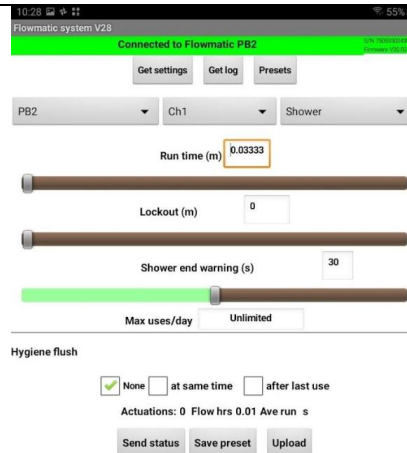 10:28 55%
Flowmatic system V28
Connected to Flowmatic PB2
Get settings Get log Presets
PB2 Ch1 Shower
Run time (m) 0.03333
Lockout (m) 0
Shower end warning (s) 30
Max uses/day Unlimited
Hygiene flush
None at same time after last use
Actuations: 0 Flow hrs 0.01 Ave run s
Send status Save preset Upload